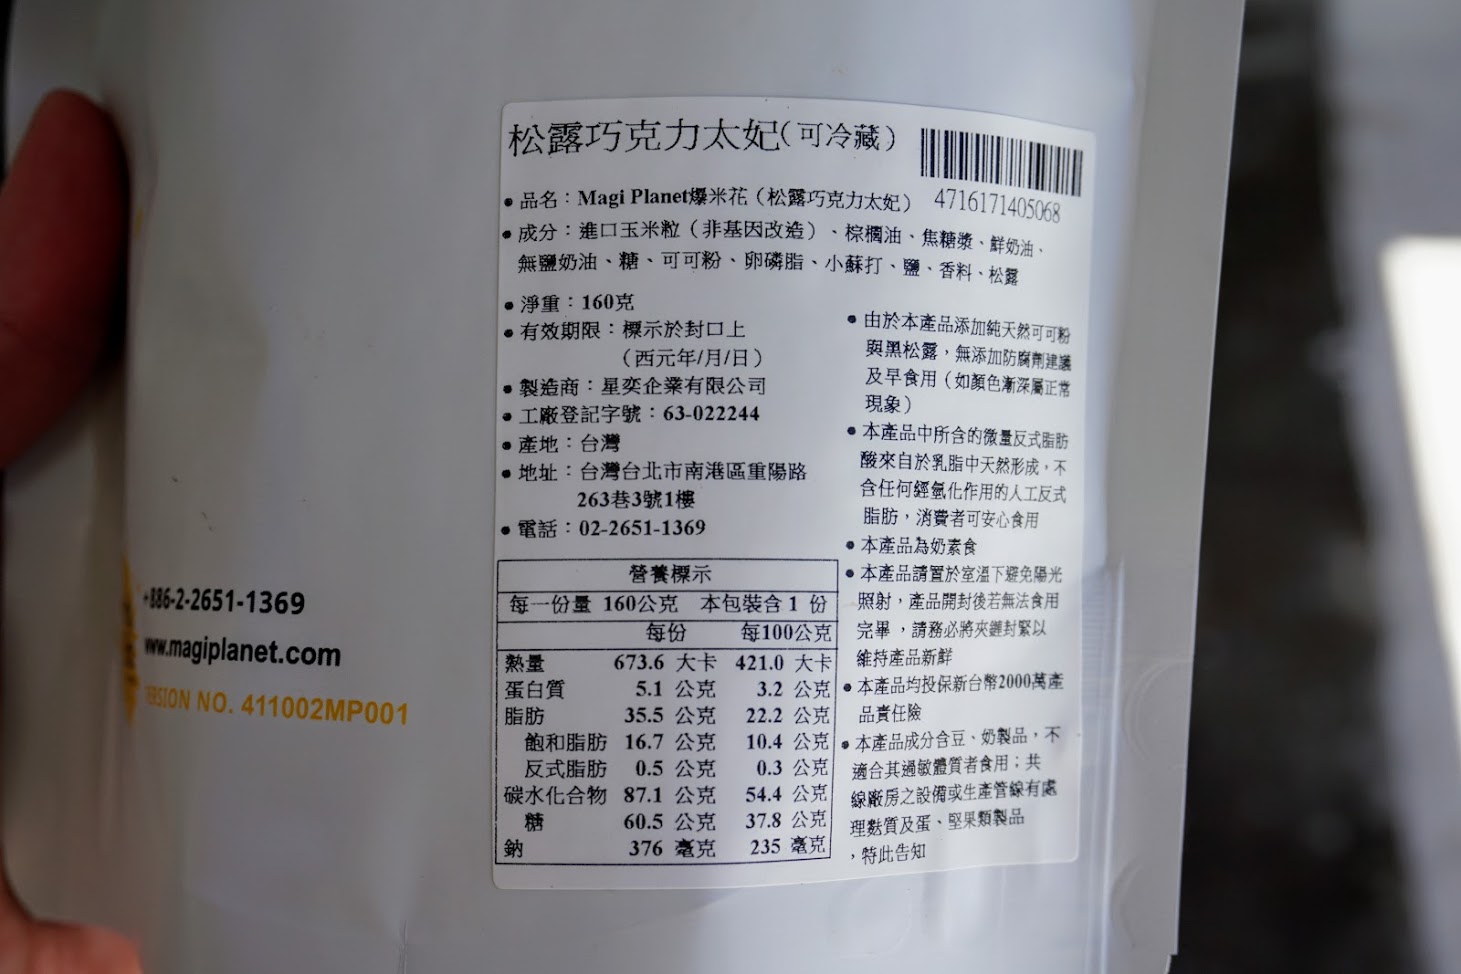 松露巧克力太妃(可冷藏)
4716171405068
• 品名：Magi Planet爆米花（松露巧克力太妃）
• 成分：進口玉米粒（非基因改造）、棕櫚油、焦糖漿、鮮奶油、
無鹽奶油、糖、可可粉、卵磷脂、小蘇打、鹽、香料、松露
• 淨重：160克
• 有效期限：標示於封口上
（西元年/月/日）
• 製造商：星奕企業有限公司
• 工廠登記字號：63-022244
• 產地：台灣
• 地址：台灣台北市南港區重陽路
263巷3號1樓
• 電話：02-2651-1369
營養標示
每一份量 160公克 本包裝含 1 份
每份 每100公克
熱量 673.6 大卡 421.0 大卡
蛋白質 5.1 公克 3.2 公克
脂肪 35.5 公克 22.2 公克
飽和脂肪 16.7 公克 10.4 公克
反式脂肪 0.5 公克 0.3 公克
碳水化合物 87.1 公克 54.4 公克
糖 60.5 公克 37.8 公克
鈉 376 毫克 235 毫克
• 由於本產品添加純天然可可粉
與黑松露，無添加防腐劑建議
及早食用（如顏色漸深屬正常
現象）
• 本產品中所含的微量反式脂肪
酸來自於乳脂中天然形成，不
含任何經氫化作用的人工反式
脂肪，消費者可安心食用
• 本產品為奶素食
• 本產品請置於室溫下避免陽光
照射，產品開封後若無法食用
完畢，請務必將夾鏈封緊以
維持產品新鮮
• 本產品均投保新台幣2000萬產
品責任險
• 本產品成分含豆、奶製品，不
適合其過敏體質者食用；共
線廠房之設備或生產管線有處
理麩質及蛋、堅果類製品
，特此告知
+886-2-2651-1369
www.magiplanet.com
VERSION NO. 411002MP001